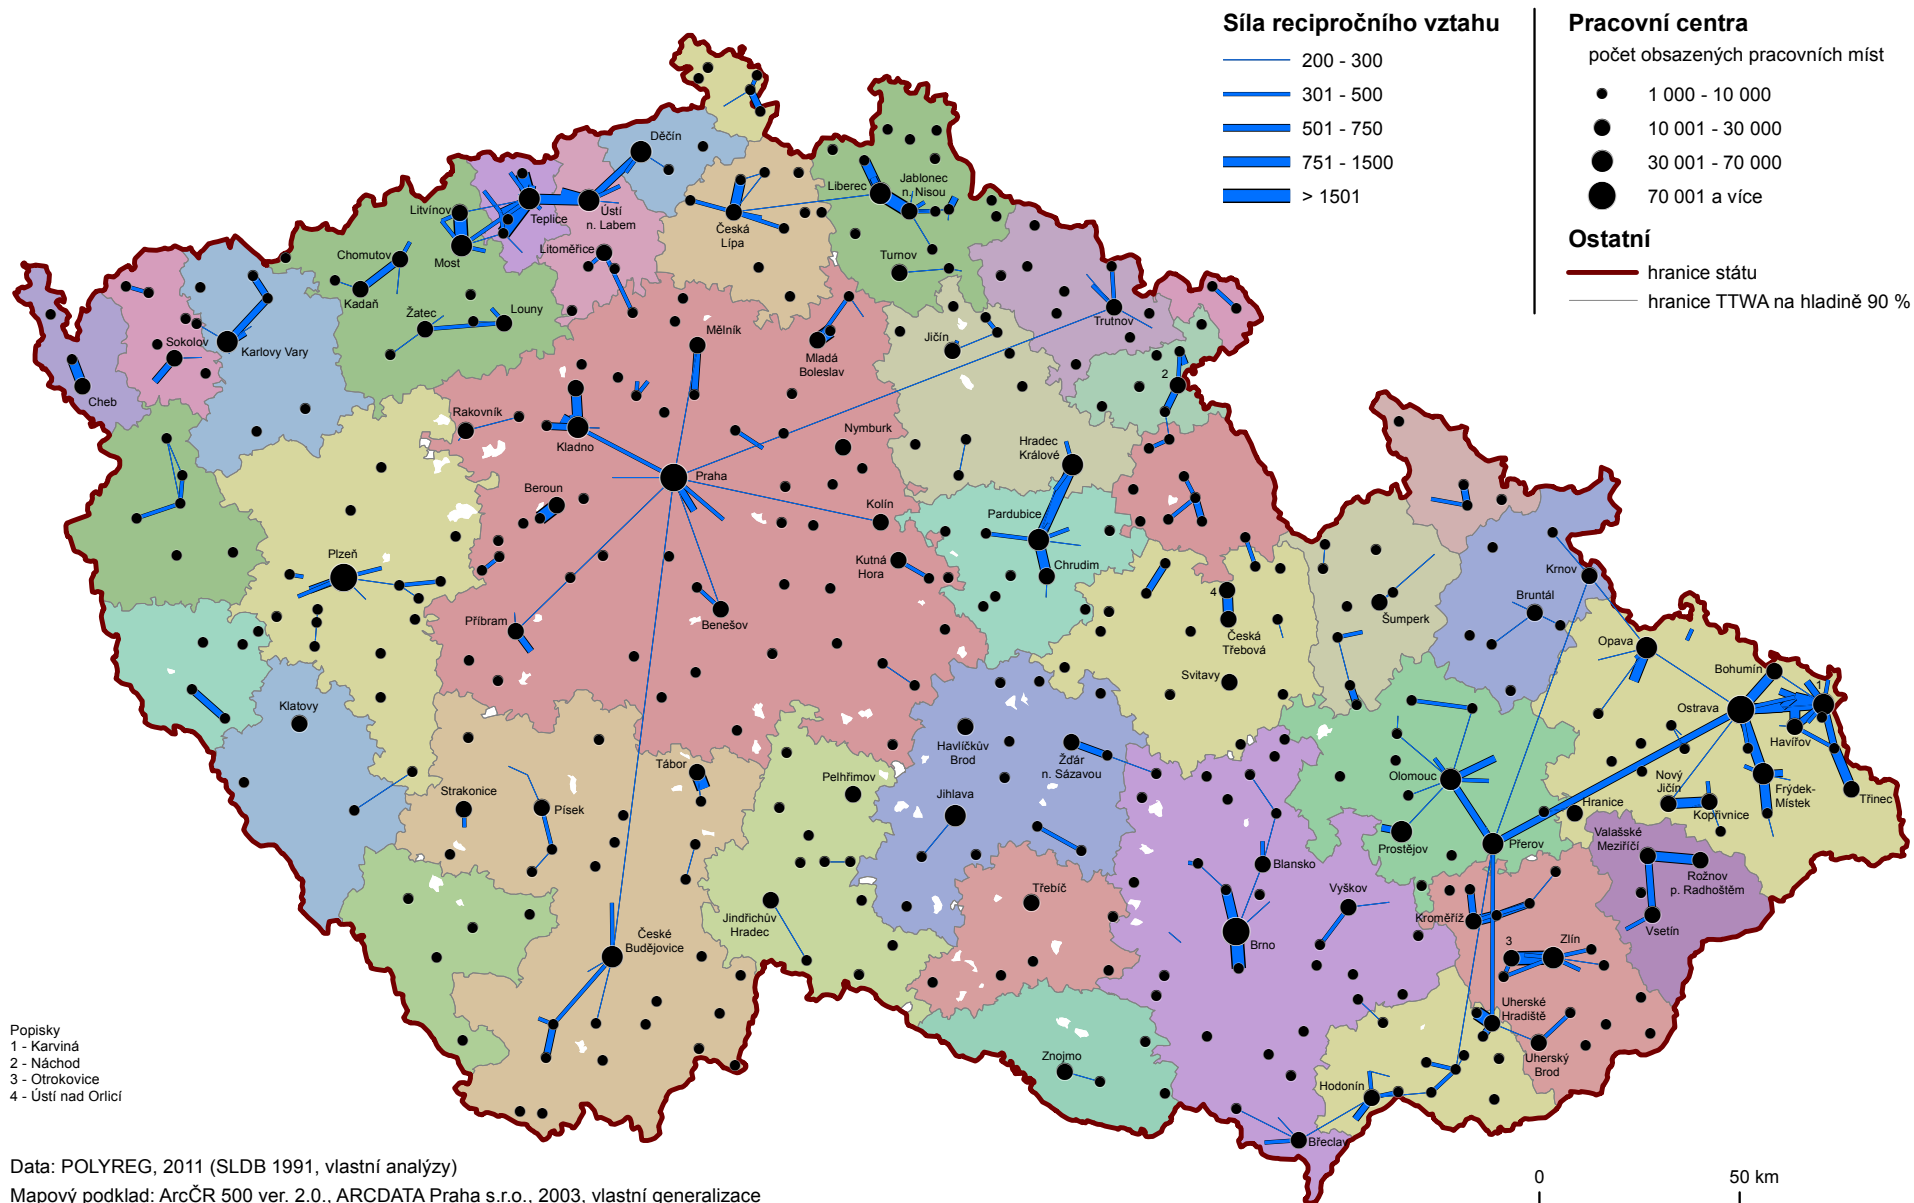 Síla recipročního vztahu
200 - 300
301 - 500
501 - 750
751 - 1500
> 1501
Pracovní centra
počet obsazených pracovních míst
1 000 - 10 000
10 001 - 30 000
30 001 - 70 000
70 001 a více
Ostatní
hranice státu
hranice TTWA na hladině 90 %
Děčín
Liberec
Jablonec
n. Nisou
Litvínov
Teplice
Ústí
n. Labem
Česká
Lípa
Litoměřice
Most
Chomutov
Turnov
Kadaň
Žatec
Louny
Trutnov
Mělník
Jičín
Sokolov
Karlovy Vary
Mladá
Boleslav
2
Cheb
Rakovník
Kladno
Nymburk
Hradec
Králové
Praha
Beroun
Kolín
Pardubice
Plzeň
Kutná
Hora
Chrudim
Krnov
4
Bruntál
Příbram
Benešov
Česká
Třebová
Šumperk
Opava
Bohumín
Svitavy
1
Klatovy
Ostrava
Havlíčkův
Brod
Žďár
n. Sázavou
Havířov
Tábor
Pelhřimov
Olomouc
Nový
Jičín
Frýdek-
Místek
Strakonice
Písek
Jihlava
Hranice
Kopřivnice
Třinec
Valašské
Meziříčí
Prostějov
Přerov
Blansko
Rožnov
p. Radhoštěm
Vyškov
Třebíč
Jindřichův
Hradec
Kroměříž
Vsetín
České
Budějovice
Brno
3
Zlín
Uherské
Hradiště
Znojmo
Uherský
Brod
Hodonín
Břeclav
Popisky
1 - Karviná
2 - Náchod
3 - Otrokovice
4 - Ústí nad Orlicí
Data: POLYREG, 2011 (SLDB 1991, vlastní analýzy)
Mapový podklad: ArcČR 500 ver. 2.0., ARCDATA Praha s.r.o., 2003, vlastní generalizace
0 50 km